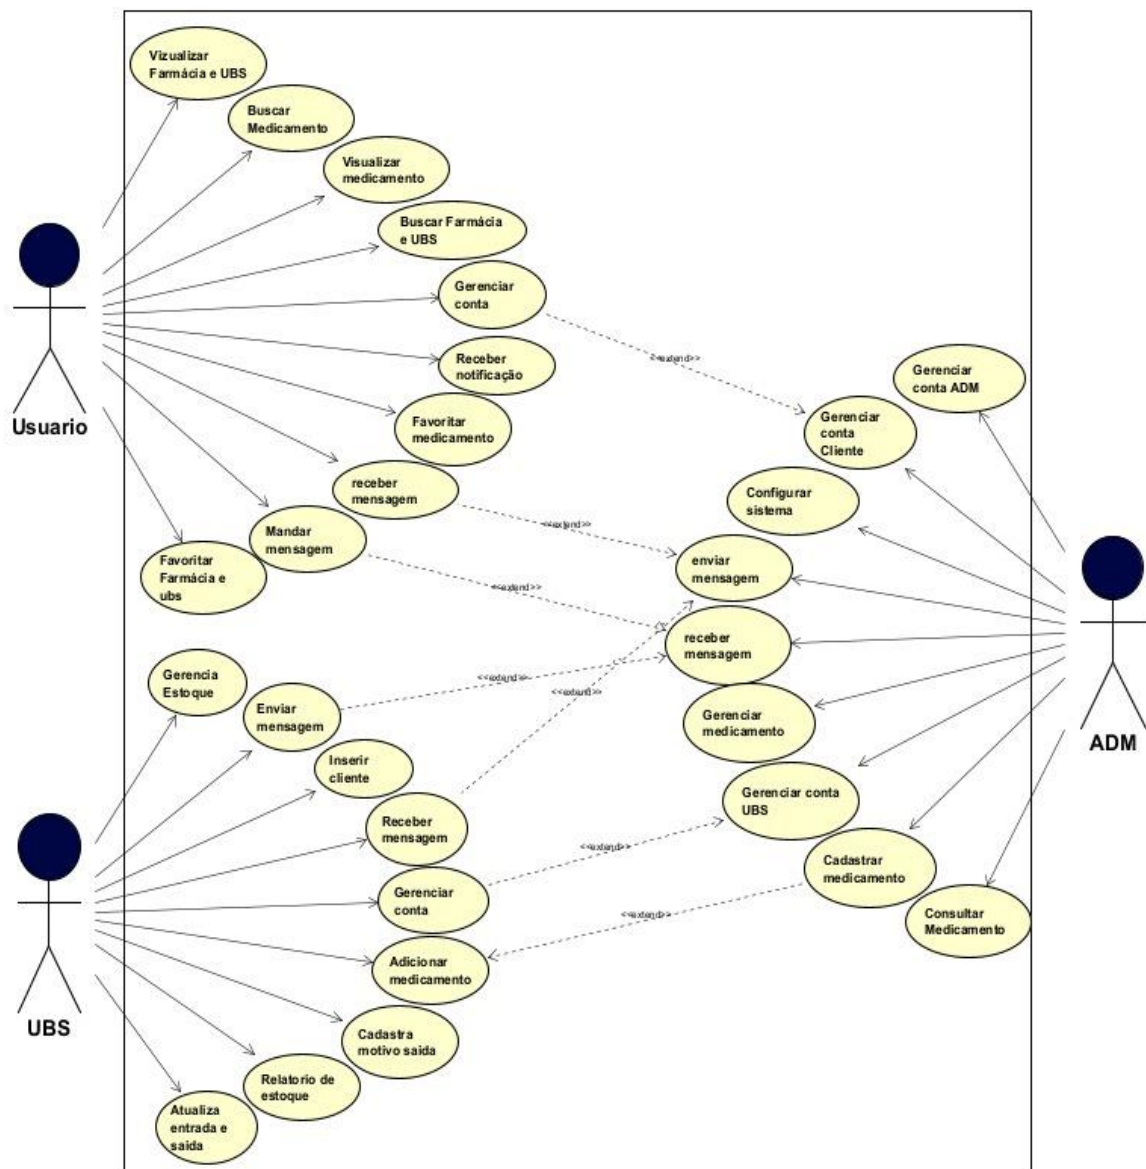 Vizualizar
Farmácia e UBS
Buscar
Medicamento
Visualizar
medicamento
Buscar Farmácia
e UBS
Gerenciar
conta
Receber
notificação
Favoritar
medicamento
receber
mensagem
Mandar
mensagem
Favoritar
Farmácia e
ubs
Usuario
<<extend>>
<<extend>>
<<extend>>
Gerenciar
conta ADM
Gerenciar
conta
Cliente
Configurar
sistema
enviar
mensagem
receber
mensagem
Gerenciar
medicamento
Gerenciar conta
UBS
Cadastrar
medicamento
Consultar
Medicamento
ADM
Gerencia
Estoque
Enviar
mensagem
Inserir
cliente
Receber
mensagem
Gerenciar
conta
Adicionar
medicamento
Cadastra
motivo saida
Relatorio de
estoque
Atualiza
entrada e
saida
UBS
<<extend>>
<<extend>>
<<extend>>
<<extend>>